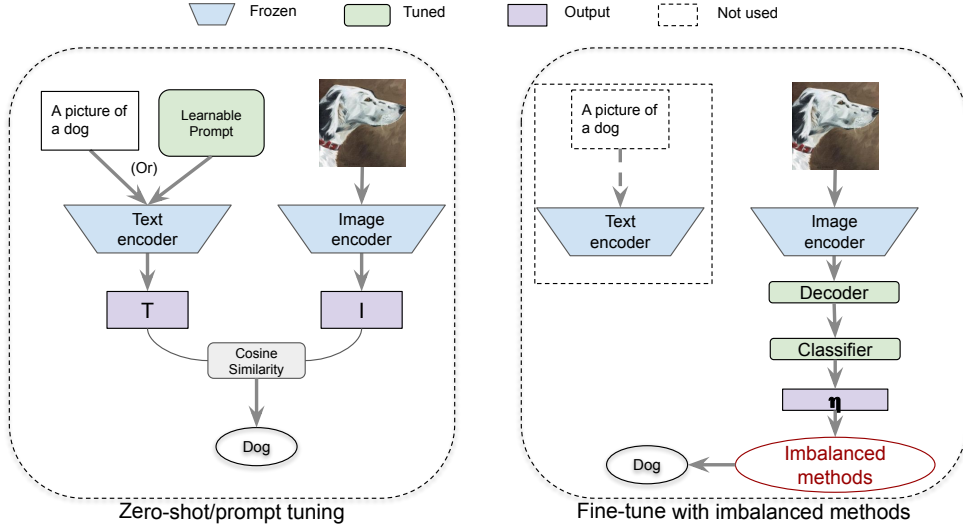 Frozen
Tuned
Output
Not used
A picture of
a dog
Learnable
Prompt
(Or)
Text
encoder
Image
encoder
T
I
Cosine
Similarity
Dog
Zero-shot/prompt tuning
A picture of
a dog
Text
encoder
Image
encoder
Decoder
Classifier
η
Imbalanced
methods
Dog
Fine-tune with imbalanced methods